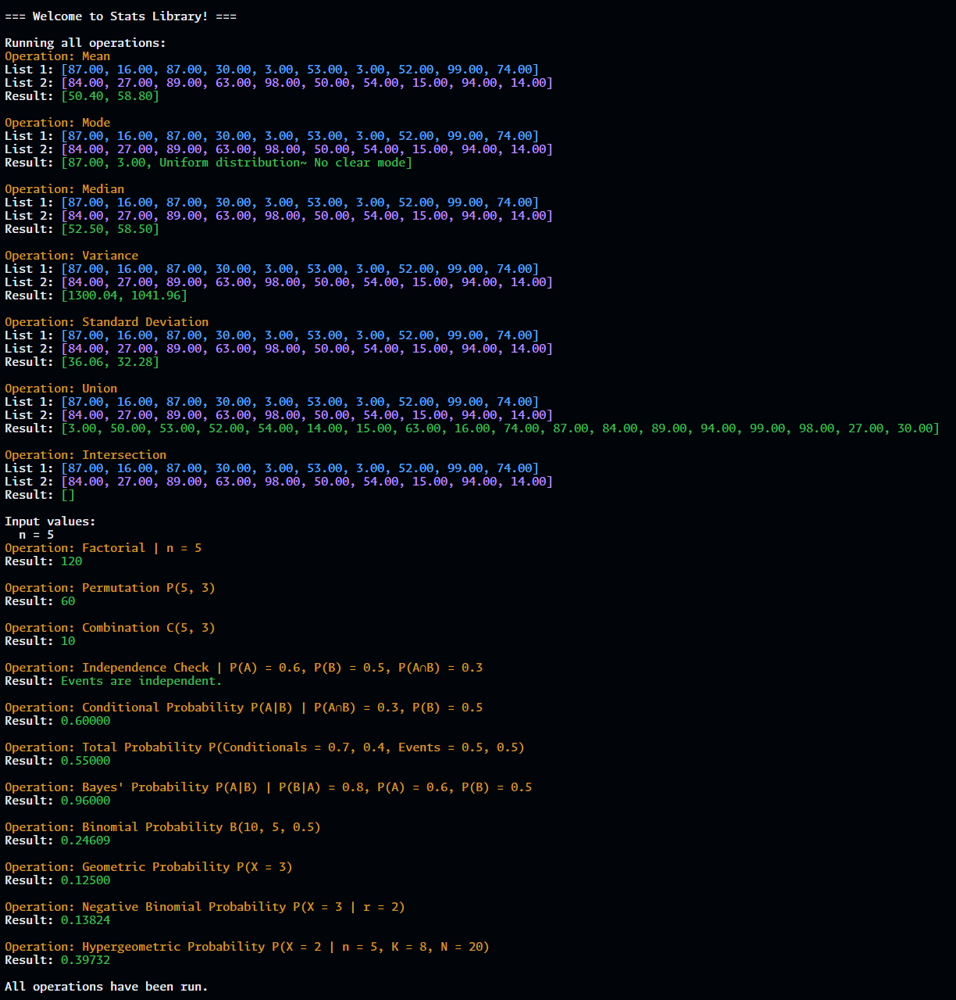 === Welcome to Stats Library! ===
Running all operations:
Operation: Mean
List 1: [87.00, 16.00, 87.00, 30.00, 3.00, 53.00, 3.00, 52.00, 99.00, 74.00]
List 2: [84.00, 27.00, 89.00, 63.00, 98.00, 50.00, 54.00, 15.00, 94.00, 14.00]
Result: [50.40, 58.80]
Operation: Mode
List 1: [87.00, 16.00, 87.00, 30.00, 3.00, 53.00, 3.00, 52.00, 99.00, 74.00]
List 2: [84.00, 27.00, 89.00, 63.00, 98.00, 50.00, 54.00, 15.00, 94.00, 14.00]
Result: [87.00, 3.00, Uniform distribution~ No clear mode]
Operation: Median
List 1: [87.00, 16.00, 87.00, 30.00, 3.00, 53.00, 3.00, 52.00, 99.00, 74.00]
List 2: [84.00, 27.00, 89.00, 63.00, 98.00, 50.00, 54.00, 15.00, 94.00, 14.00]
Result: [52.50, 58.50]
Operation: Variance
List 1: [87.00, 16.00, 87.00, 30.00, 3.00, 53.00, 3.00, 52.00, 99.00, 74.00]
List 2: [84.00, 27.00, 89.00, 63.00, 98.00, 50.00, 54.00, 15.00, 94.00, 14.00]
Result: [1300.04, 1041.96]
Operation: Standard Deviation
List 1: [87.00, 16.00, 87.00, 30.00, 3.00, 53.00, 3.00, 52.00, 99.00, 74.00]
List 2: [84.00, 27.00, 89.00, 63.00, 98.00, 50.00, 54.00, 15.00, 94.00, 14.00]
Result: [36.06, 32.28]
Operation: Union
List 1: [87.00, 16.00, 87.00, 30.00, 3.00, 53.00, 3.00, 52.00, 99.00, 74.00]
List 2: [84.00, 27.00, 89.00, 63.00, 98.00, 50.00, 54.00, 15.00, 94.00, 14.00]
Result: [3.00, 50.00, 53.00, 52.00, 54.00, 14.00, 15.00, 63.00, 16.00, 74.00, 87.00, 84.00, 89.00, 94.00, 99.00, 98.00, 27.00, 30.00]
Operation: Intersection
List 1: [87.00, 16.00, 87.00, 30.00, 3.00, 53.00, 3.00, 52.00, 99.00, 74.00]
List 2: [84.00, 27.00, 89.00, 63.00, 98.00, 50.00, 54.00, 15.00, 94.00, 14.00]
Result: []
Input values:
n = 5
Operation: Factorial | n = 5
Result: 120
Operation: Permutation P(5, 3)
Result: 60
Operation: Combination C(5, 3)
Result: 10
Operation: Independence Check | P(A) = 0.6, P(B) = 0.5, P(A∩B) = 0.3
Result: Events are independent.
Operation: Conditional Probability P(A|B) | P(A∩B) = 0.3, P(B) = 0.5
Result: 0.60000
Operation: Total Probability P(Conditionals = 0.7, 0.4, Events = 0.5, 0.5)
Result: 0.55000
Operation: Bayes' Probability P(A|B) | P(B|A) = 0.8, P(A) = 0.6, P(B) = 0.5
Result: 0.96000
Operation: Binomial Probability B(10, 5, 0.5)
Result: 0.24609
Operation: Geometric Probability P(X = 3)
Result: 0.12500
Operation: Negative Binomial Probability P(X = 3 | r = 2)
Result: 0.13824
Operation: Hypergeometric Probability P(X = 2 | n = 5, K = 8, N = 20)
Result: 0.39732
All operations have been run.